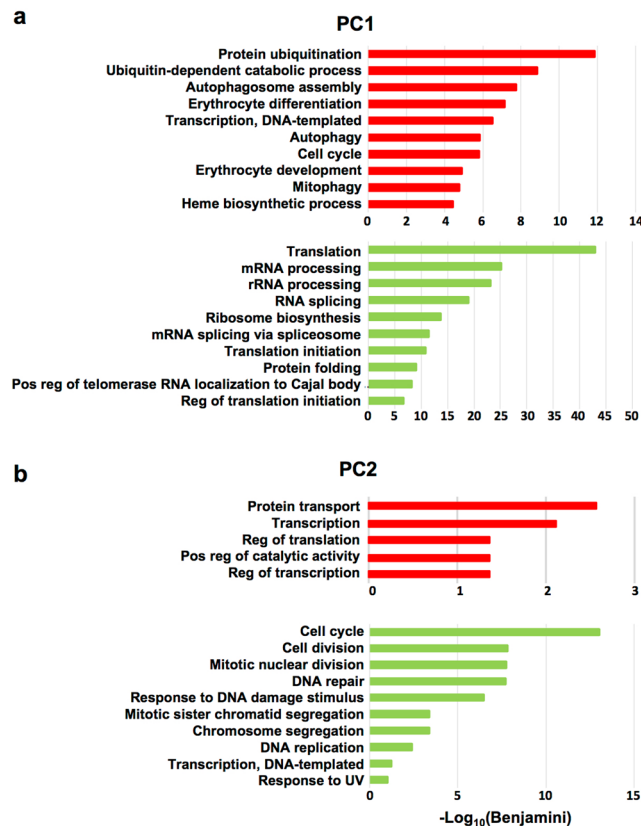 a
PC1
Protein ubiquitination
Ubiquitin-dependent catabolic process
Autophagosome assembly
Erythrocyte differentiation
Transcription, DNA-templated
Autophagy
Cell cycle
Erythrocyte development
Mitophagy
Heme biosynthetic process
0 2 4 6 8 10 12 14
Translation
mRNA processing
rRNA processing
RNA splicing
Ribosome biosynthesis
mRNA splicing via spliceosome
Translation initiation
Protein folding
Pos reg of telomerase RNA localization to Cajal body
Reg of translation initiation
0 5 10 15 20 25 30 35 40 45 50
b
PC2
Protein transport
Transcription
Reg of translation
Pos reg of catalytic activity
Reg of transcription
0 1 2 3
Cell cycle
Cell division
Mitotic nuclear division
DNA repair
Response to DNA damage stimulus
Mitotic sister chromatid segregation
Chromosome segregation
DNA replication
Transcription, DNA-templated
Response to UV
0 5 10 15
-Log10(Benjamini)